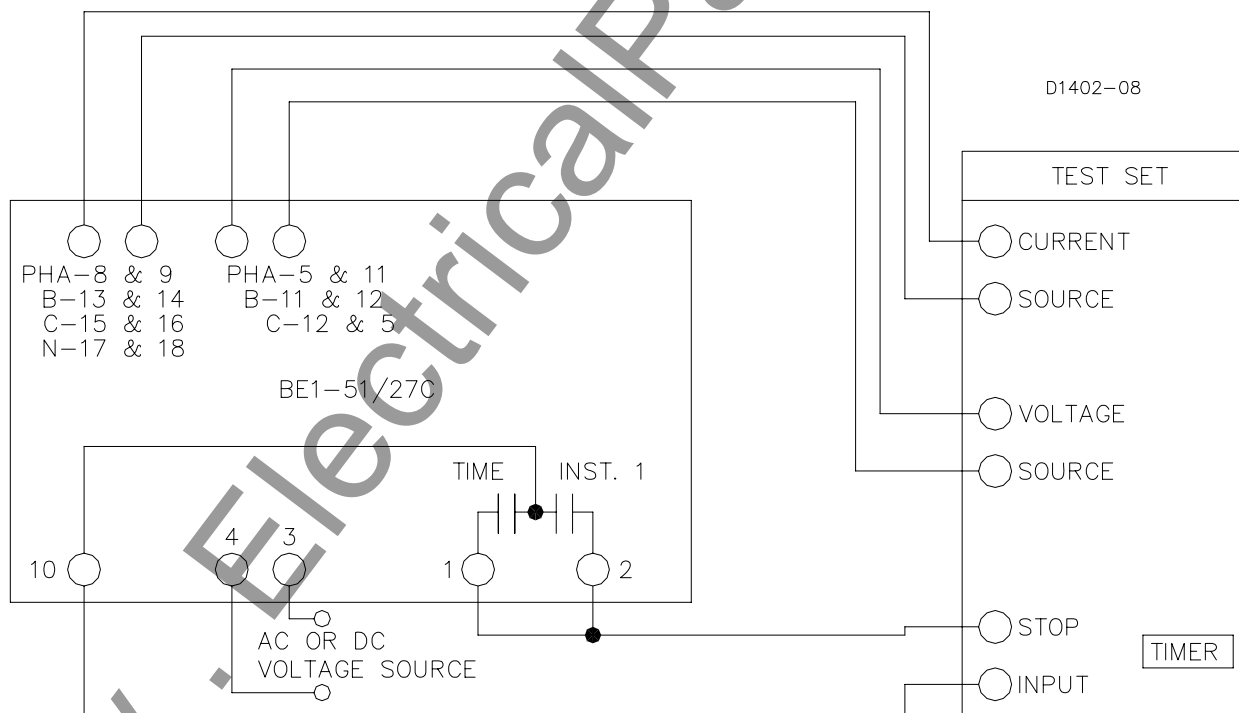 D1402-08
TEST SET
CURRENT
SOURCE
VOLTAGE
SOURCE
STOP
INPUT
TIMER
PHA-8 & 9
B-13 & 14
C-15 & 16
N-17 & 18
PHA-5 & 11
B-11 & 12
C-12 & 5
BE1-51/27C
TIME
INST. 1
10
4
3
1
2
AC OR DC
VOLTAGE SOURCE
. Electrical